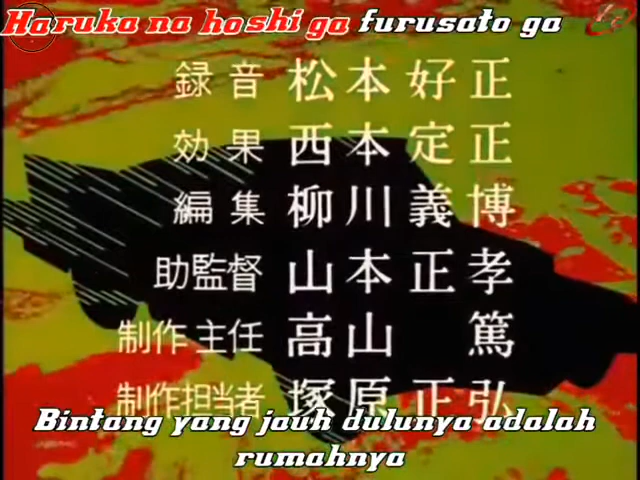 Haruka na hoshi ga furusato ga
録音 松本好正
効果 西本定正
編集 柳川義博
助監督 山本正孝
制作主任 高山 篤
制作担当者 塚原正弘
Bintang yang jauh dulunya adalah
rumahnya